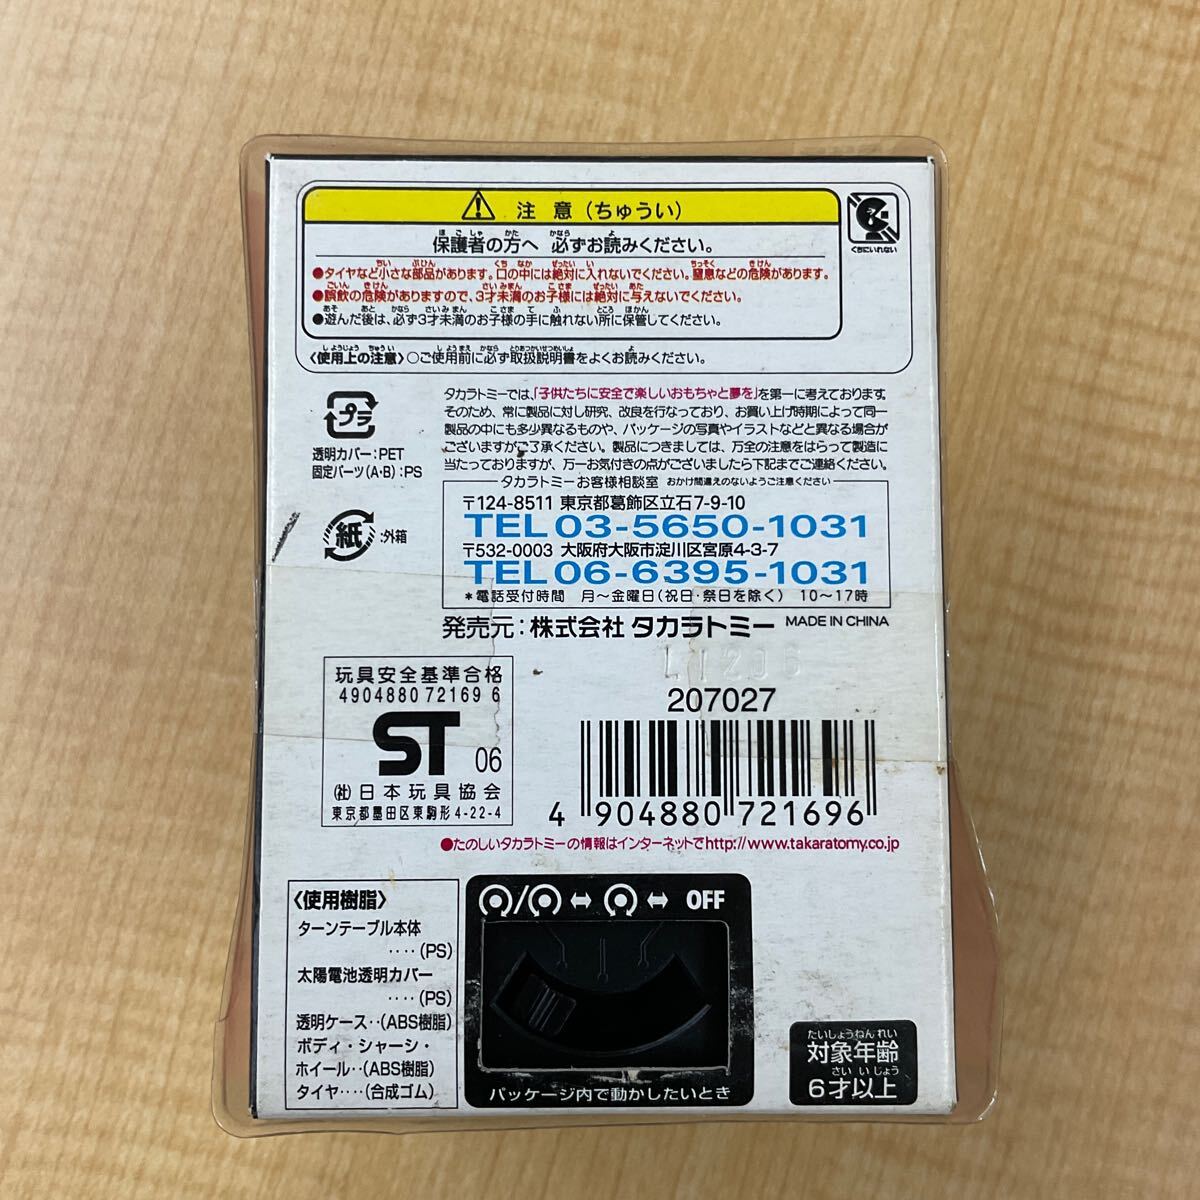 注意(ちゅうい)
くちにいれない
保護者の方へ 必ずお読みください。
●タイヤなど小さな部品があります。口の中には絶対に入れないでください。窒息などの危険があります。
●誤飲の危険がありますので、3才未満のお子様には絶対に与えないでください。
●遊んだ後は、必ず3才未満のお子様の手に触れない所に保管してください。
〈使用上の注意〉○ご使用前に必ず取扱説明書をよくお読みください。
プラ
透明カバー:PET
固定パーツ(A・B):PS
紙
:外箱
タカラトミーでは、「子供たちに安全で楽しいおもちゃと夢を」を第一に考えております。
そのため、常に製品に対し研究、改良を行なっており、お買い上げ時期によって同一
製品の中にも多少異なるものや、パッケージの写真やイラストなどと異なる場合が
ございますがご了承ください。製品につきましては、万全の注意をはらって製造に
当たっておりますが、万一お気付きの点がございましたら下記までご連絡ください。
タカラトミーお客様相談室 おかけ間違えのないようご注意ください
〒124-8511 東京都葛飾区立石7-9-10
TEL 03-5650-1031
〒532-0003 大阪府大阪市淀川区宮原4-3-7
TEL 06-6395-1031
*電話受付時間 月~金曜日(祝日・祭日を除く) 10~17時
発売元:株式会社 タカラトミー MADE IN CHINA
玩具安全基準合格
4904880 72169 6
ST 06
(社)日本玩具協会
東京都墨田区東駒形4-22-4
207027
4 904880 721696
●たのしいタカラトミーの情報はインターネットでhttp://www.takaratomy.co.jp
〈使用樹脂〉
ターンテーブル本体
‥‥(PS)
太陽電池透明カバー
‥‥(PS)
透明ケース‥(ABS樹脂)
ボディ・シャーシ・
ホイール‥(ABS樹脂)
タイヤ‥‥(合成ゴム)
/ ⇔ ⇔ OFF
パッケージ内で動かしたいとき
たいしょうねんれい
対象年齢
さいいじょう
6才以上